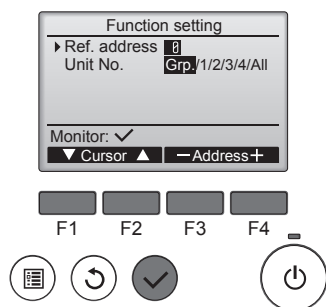 Function setting
Ref. address 0
Unit No. Grp./1/2/3/4/All
Monitor:
Cursor −Address+
F1 F2 F3 F4